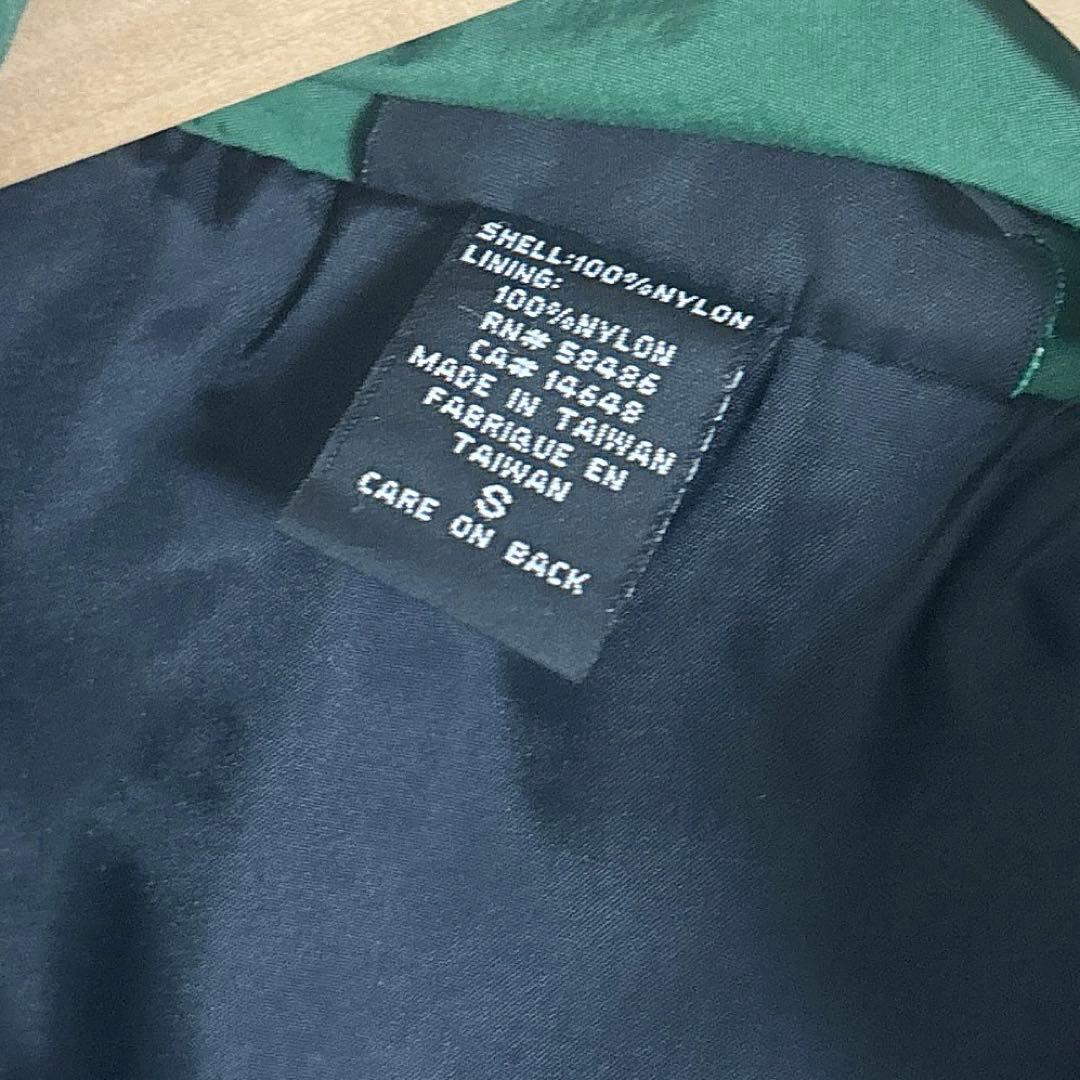 SHELL:100%NYLON
LINING:
100%NYLON
RN# 58486
CA# 14648
MADE IN TAIWAN
FABRIQUE EN
TAIWAN
S
CARE ON BACK